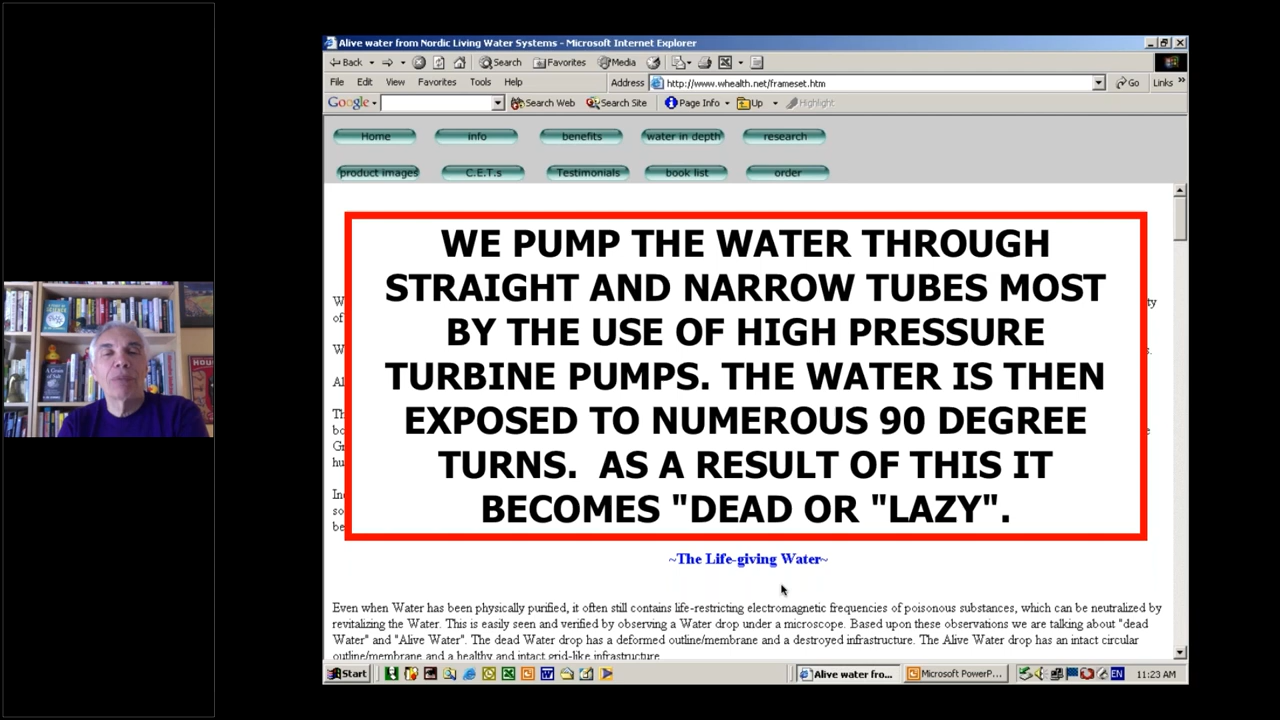 Alive water from Nordic Living Water Systems - Microsoft Internet Explorer
Back Search Favorites Media
File Edit View Favorites Tools Help Address http://www.whealth.net/frameset.htm Go Links »
Google Search Web Search Site Page Info Up Highlight
Home info benefits water in depth research
product images C.E.T.s Testimonials book list order
WE PUMP THE WATER THROUGH
STRAIGHT AND NARROW TUBES MOST
BY THE USE OF HIGH PRESSURE
TURBINE PUMPS. THE WATER IS THEN
EXPOSED TO NUMEROUS 90 DEGREE
TURNS. AS A RESULT OF THIS IT
BECOMES "DEAD OR "LAZY".
~The Life-giving Water~
Even when Water has been physically purified, it often still contains life-restricting electromagnetic frequencies of poisonous substances, which can be neutralized by
revitalizing the Water. This is easily seen and verified by observing a Water drop under a microscope. Based upon these observations we are talking about "dead
Water" and "Alive Water". The dead Water drop has a deformed outline/membrane and a destroyed infrastructure. The Alive Water drop has an intact circular
outline/membrane and a healthy and intact grid-like infrastructure
Start Alive water from No... Microsoft PowerP... EN 11:23 AM